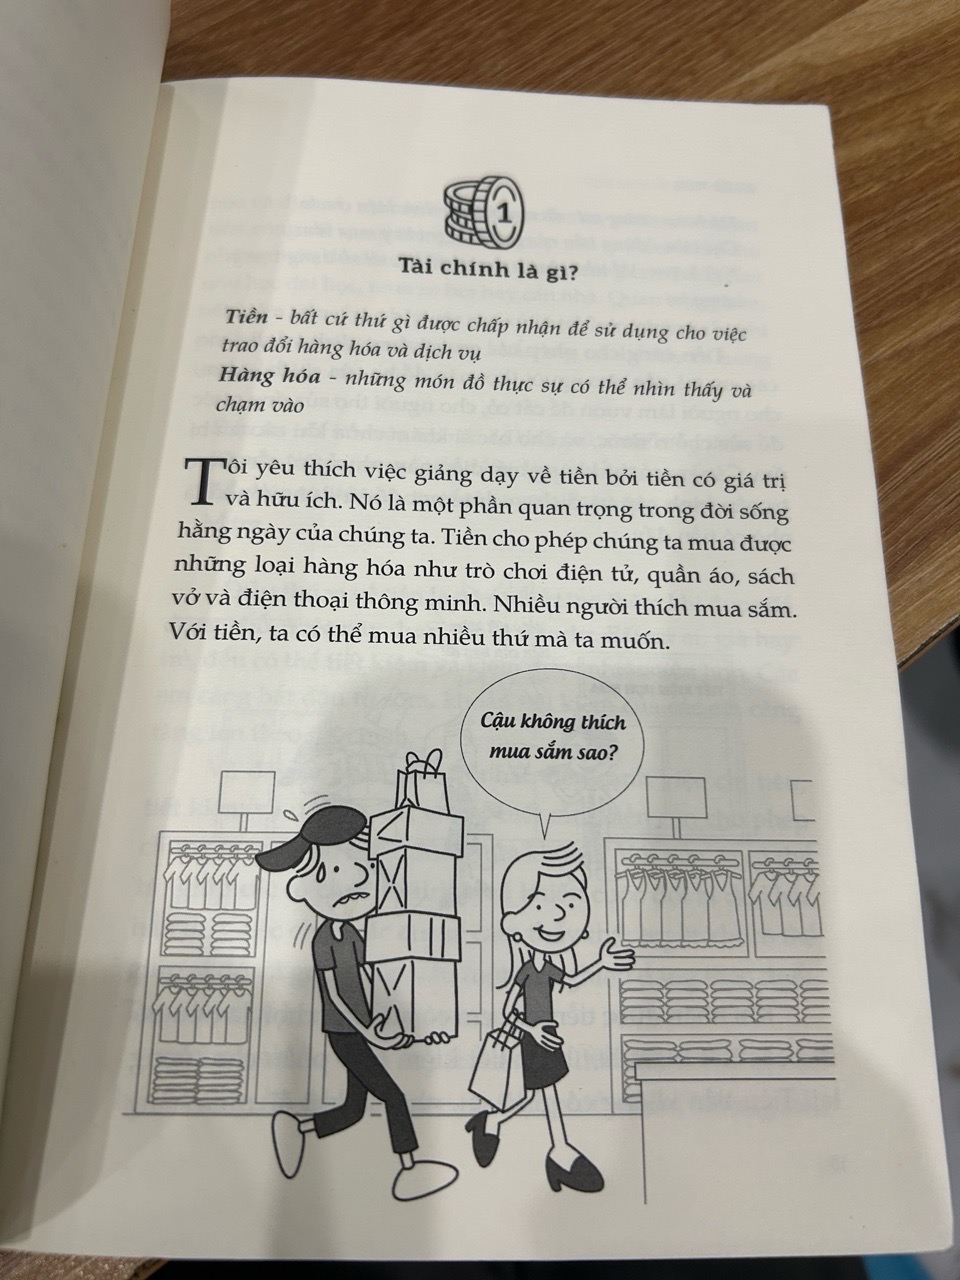 1
Tài chính là gì?
Tiền - bất cứ thứ gì được chấp nhận để sử dụng cho việc
trao đổi hàng hóa và dịch vụ
Hàng hóa - những món đồ thực sự có thể nhìn thấy và
chạm vào
Tôi yêu thích việc giảng dạy về tiền bởi tiền có giá trị
và hữu ích. Nó là một phần quan trọng trong đời sống
hằng ngày của chúng ta. Tiền cho phép chúng ta mua được
những loại hàng hóa như trò chơi điện tử, quần áo, sách
vở và điện thoại thông minh. Nhiều người thích mua sắm.
Với tiền, ta có thể mua nhiều thứ mà ta muốn.
Cậu không thích
mua sắm sao?